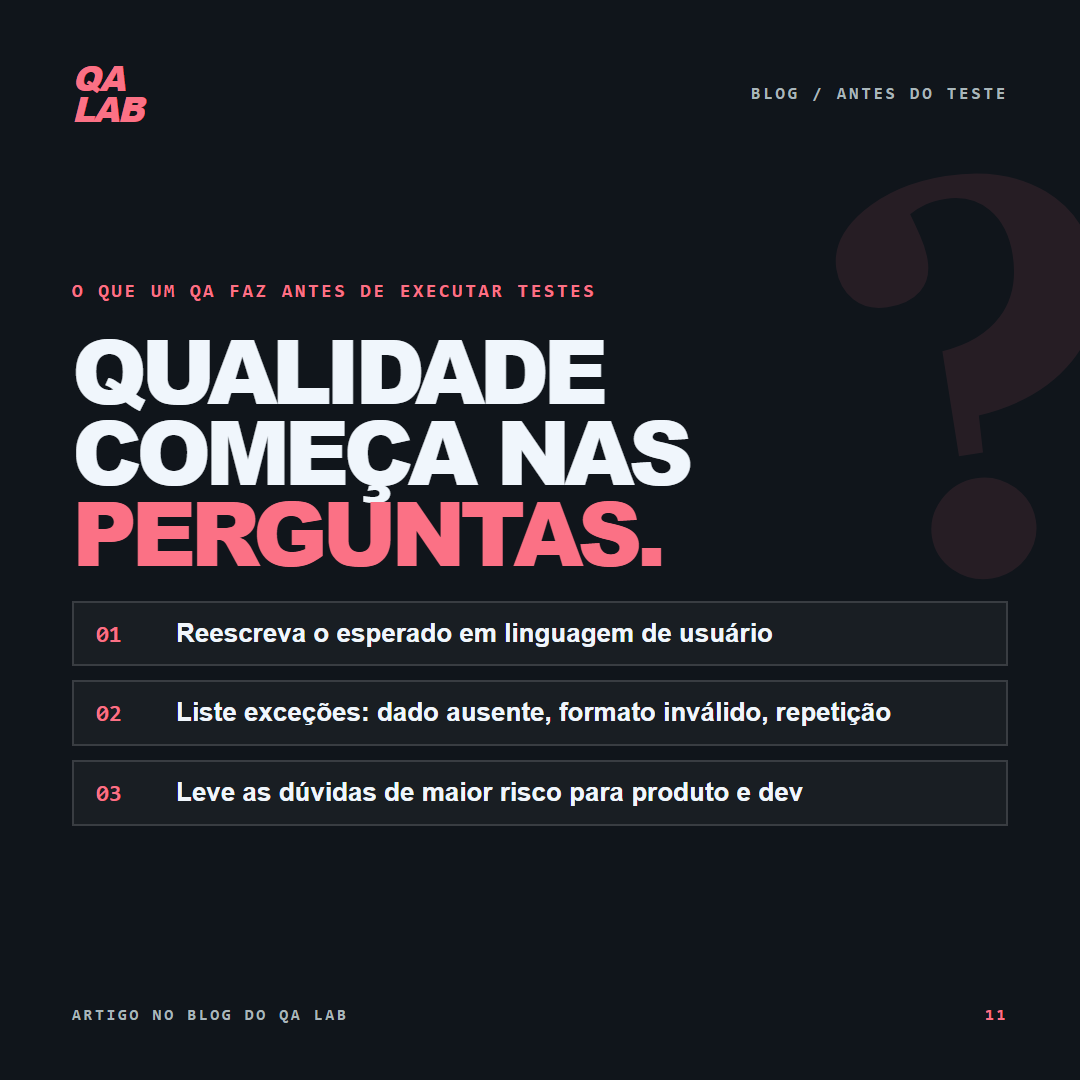 QA
LAB
BLOG / ANTES DO TESTE
?
O QUE UM QA FAZ ANTES DE EXECUTAR TESTES
QUALIDADE
COMEÇA NAS
PERGUNTAS.
01 Reescreva o esperado em linguagem de usuário
02 Liste exceções: dado ausente, formato inválido, repetição
03 Leve as dúvidas de maior risco para produto e dev
ARTIGO NO BLOG DO QA LAB
11